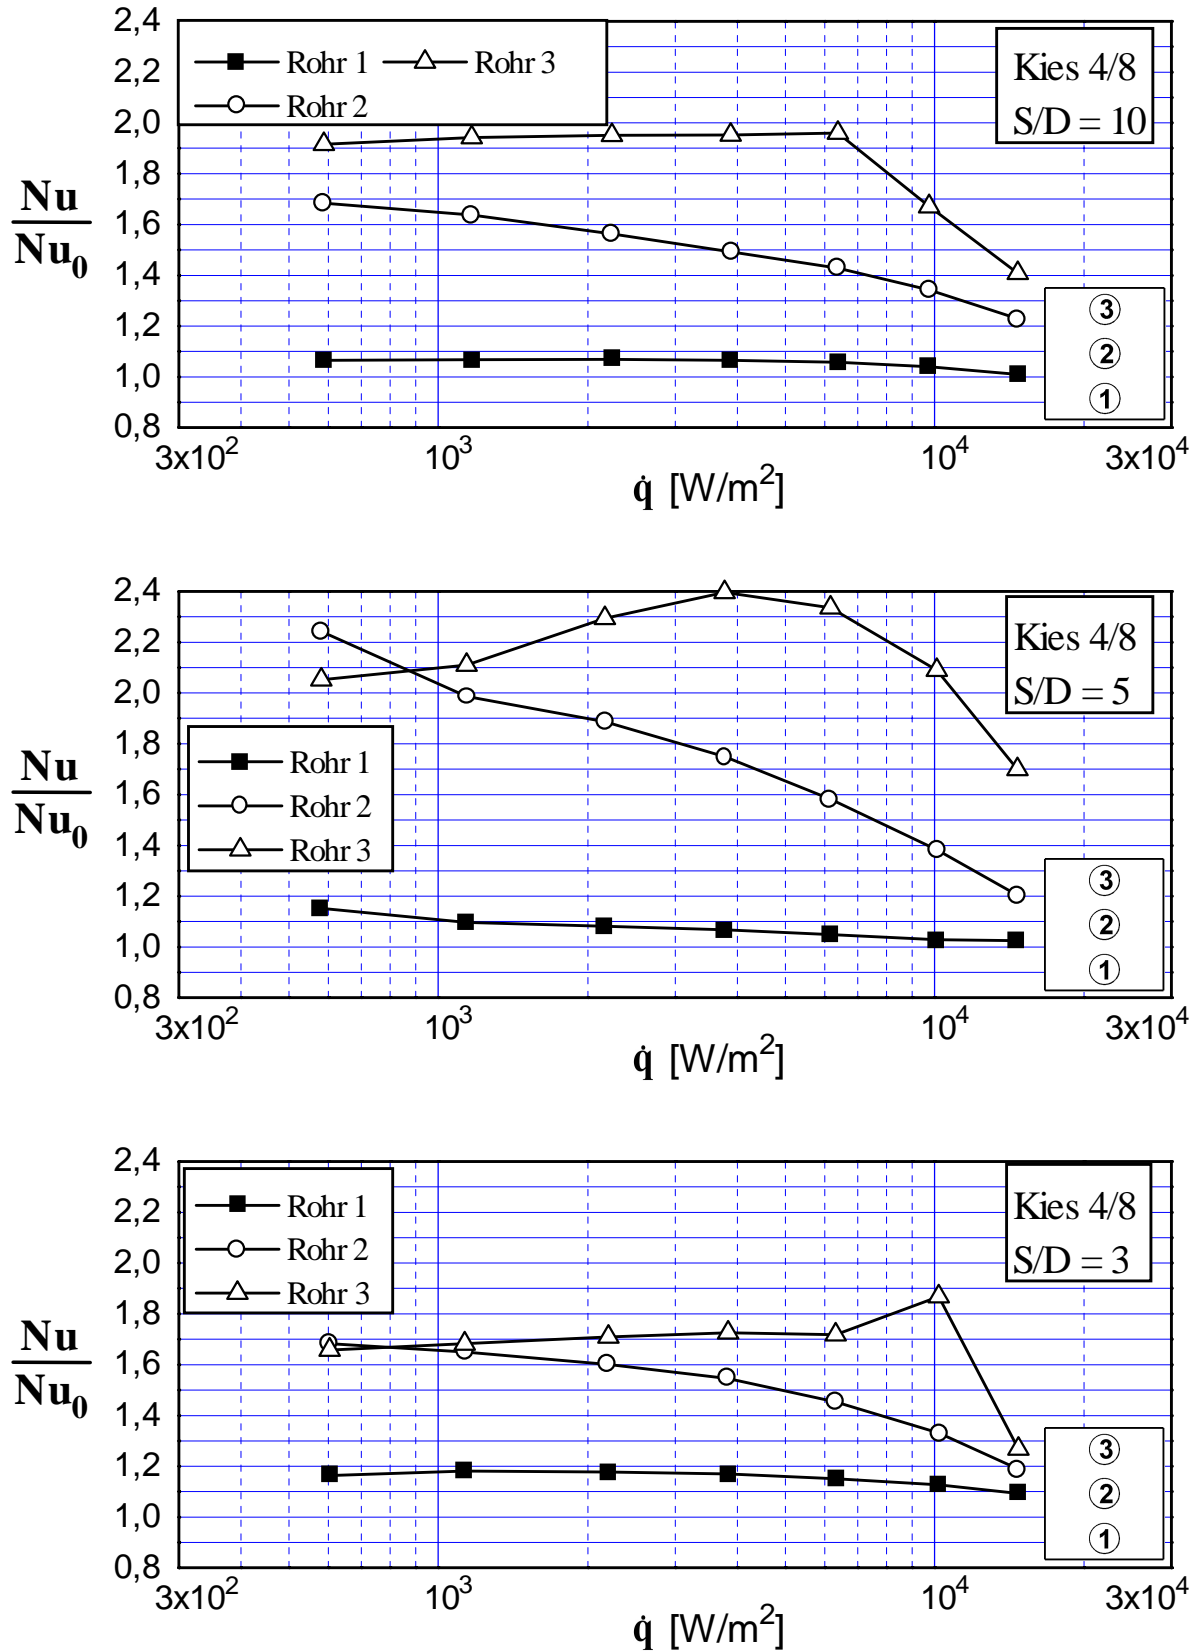 2,4
2,2
2,0
1,8
1,6
1,4
1,2
1,0
0,8
Nu
Nu0
Rohr 1
Rohr 3
Rohr 2
Kies 4/8
S/D = 10
③
②
①
3x10²
10³
10⁴
3x10⁴
q̇ [W/m²]
2,4
2,2
2,0
1,8
1,6
1,4
1,2
1,0
0,8
Nu
Nu0
Rohr 1
Rohr 2
Rohr 3
Kies 4/8
S/D = 5
③
②
①
3x10²
10³
10⁴
3x10⁴
q̇ [W/m²]
2,4
2,2
2,0
1,8
1,6
1,4
1,2
1,0
0,8
Nu
Nu0
Rohr 1
Rohr 2
Rohr 3
Kies 4/8
S/D = 3
③
②
①
3x10²
10³
10⁴
3x10⁴
q̇ [W/m²]